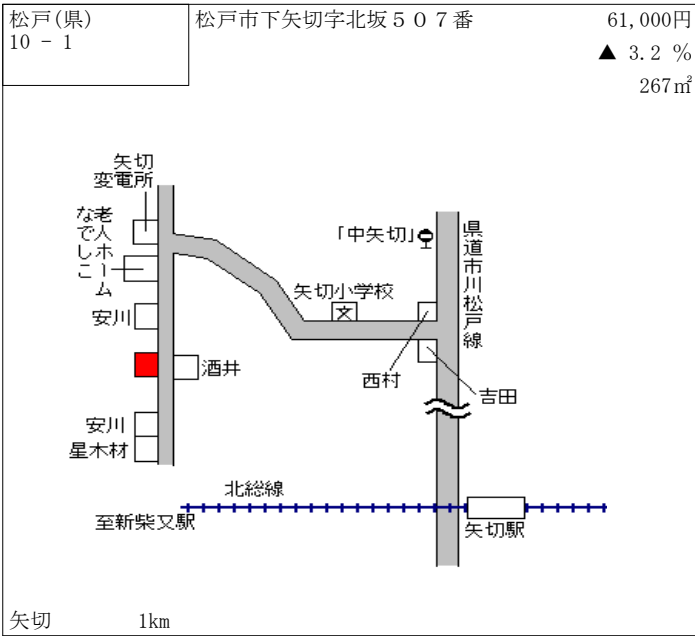 松戸(県)
10 - 1
松戸市下矢切字北坂５０７番
61,000円
▲ 3.2 %
267㎡
矢切
変電所
老人ホーム
なでしこ
安川
酒井
安川
星木材
「中矢切」
県道市川松戸線
矢切小学校
文
西村
吉田
北総線
至新柴又駅
矢切駅
矢切 1km